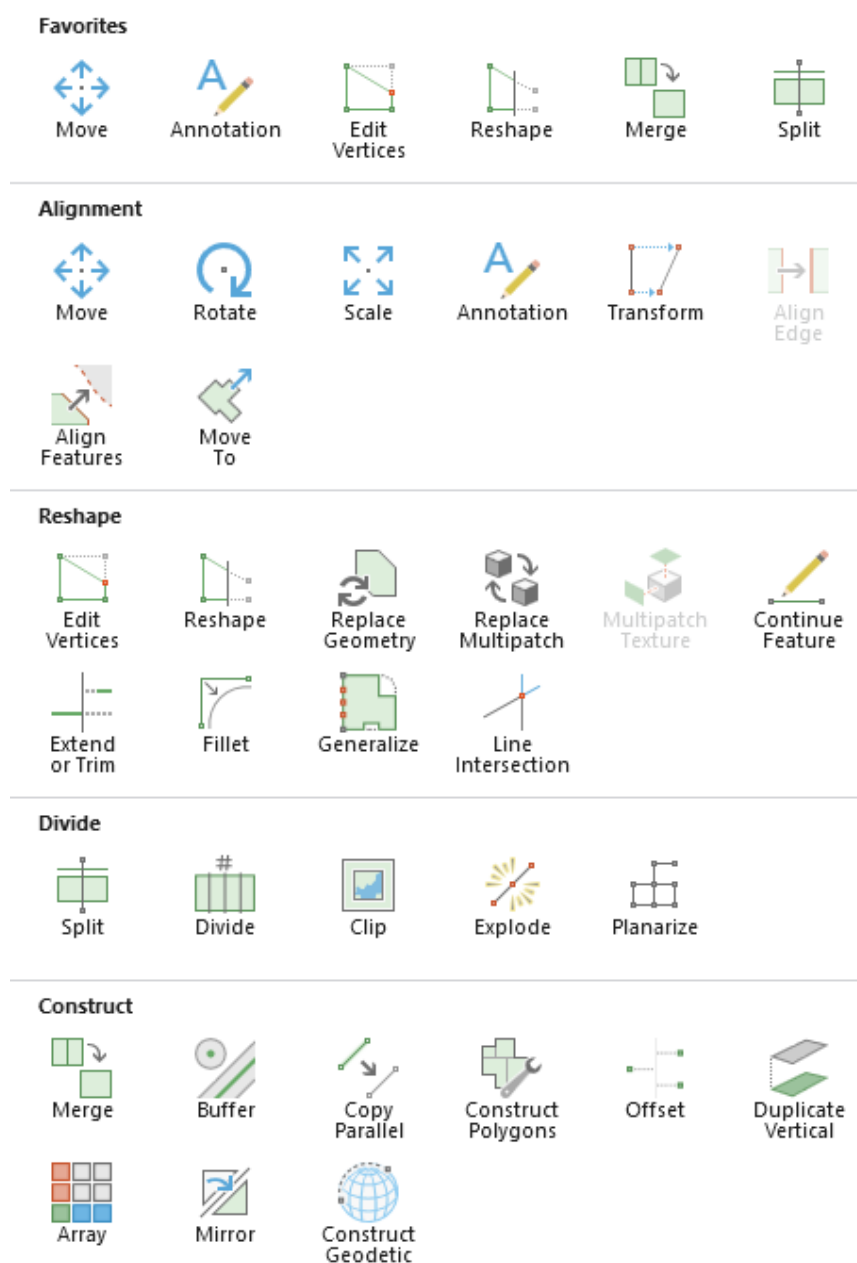 Favorites
Move Annotation Edit Vertices Reshape Merge Split
Alignment
Move Rotate Scale Annotation Transform Align Edge
Align Features Move To
Reshape
Edit Vertices Reshape Replace Geometry Replace Multipatch Multipatch Texture Continue Feature
Extend or Trim Fillet Generalize Line Intersection
Divide
#
Split Divide Clip Explode Planarize
Construct
Merge Buffer Copy Parallel Construct Polygons Offset Duplicate Vertical
Array Mirror Construct Geodetic